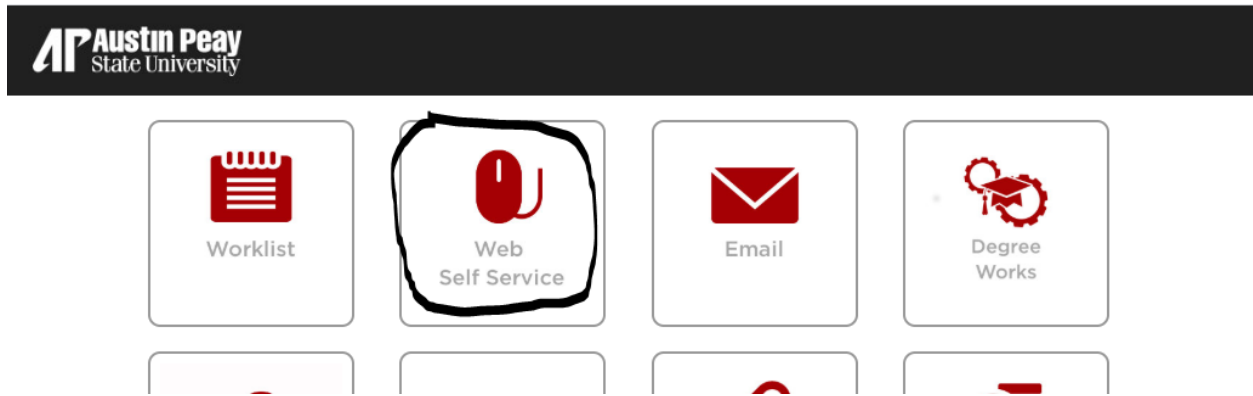 AP Austin Peay
State University
Worklist
Web
Self Service
Email
Degree
Works